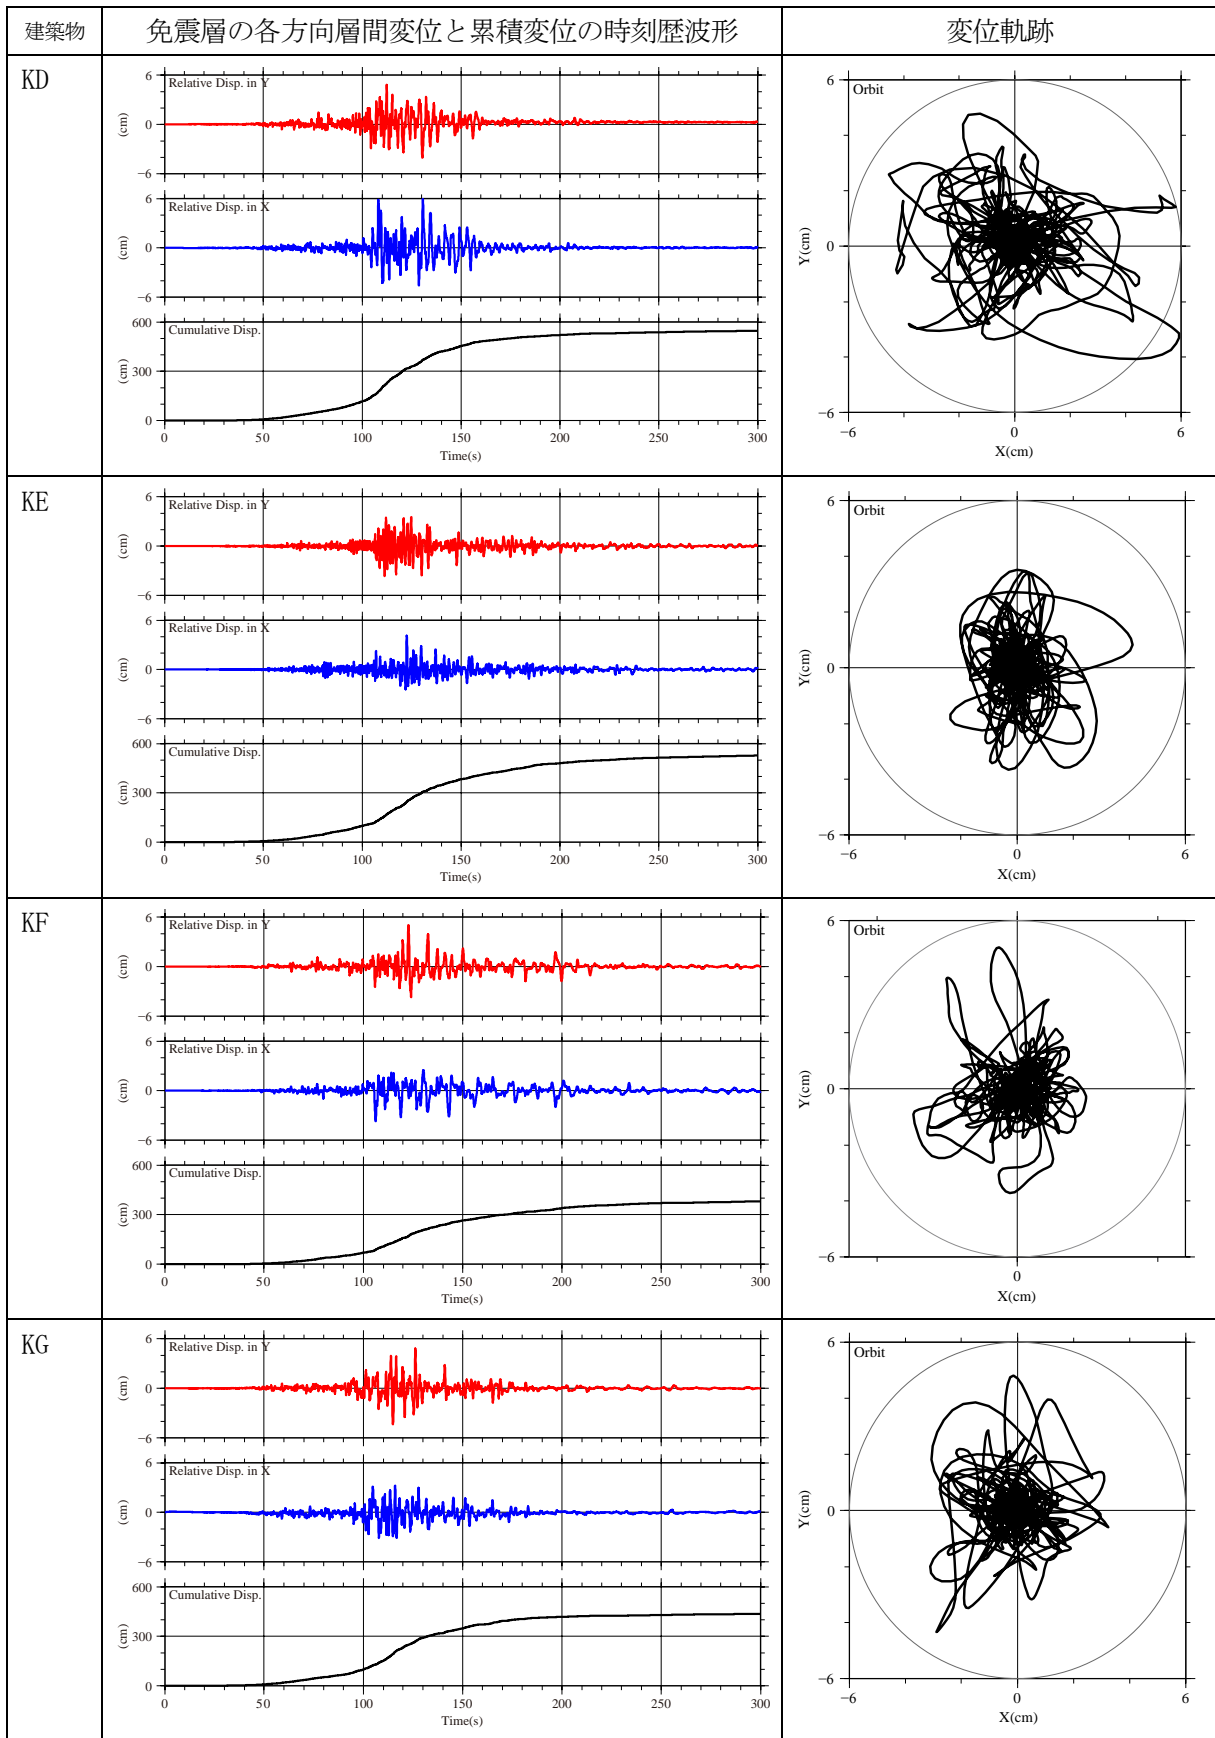 建築物 免震層の各方向層間変位と累積変位の時刻歴波形 変位軌跡
KD
Relative Disp. in Y
6
0
−6
(cm)
Relative Disp. in X
6
0
−6
(cm)
Cumulative Disp.
600
300
0
(cm)
0 50 100 150 200 250 300
Time(s)
Orbit
6
0
−6
Y(cm)
−6 0 6
X(cm)
KE
Relative Disp. in Y
6
0
−6
(cm)
Relative Disp. in X
6
0
−6
(cm)
Cumulative Disp.
600
300
0
(cm)
0 50 100 150 200 250 300
Time(s)
Orbit
6
0
−6
Y(cm)
−6 0 6
X(cm)
KF
Relative Disp. in Y
6
0
−6
(cm)
Relative Disp. in X
6
0
−6
(cm)
Cumulative Disp.
600
300
0
(cm)
0 50 100 150 200 250 300
Time(s)
Orbit
6
0
−6
Y(cm)
0
X(cm)
KG
Relative Disp. in Y
6
0
−6
(cm)
Relative Disp. in X
6
0
−6
(cm)
Cumulative Disp.
600
300
0
(cm)
0 50 100 150 200 250 300
Time(s)
Orbit
6
0
−6
Y(cm)
−6 0 6
X(cm)